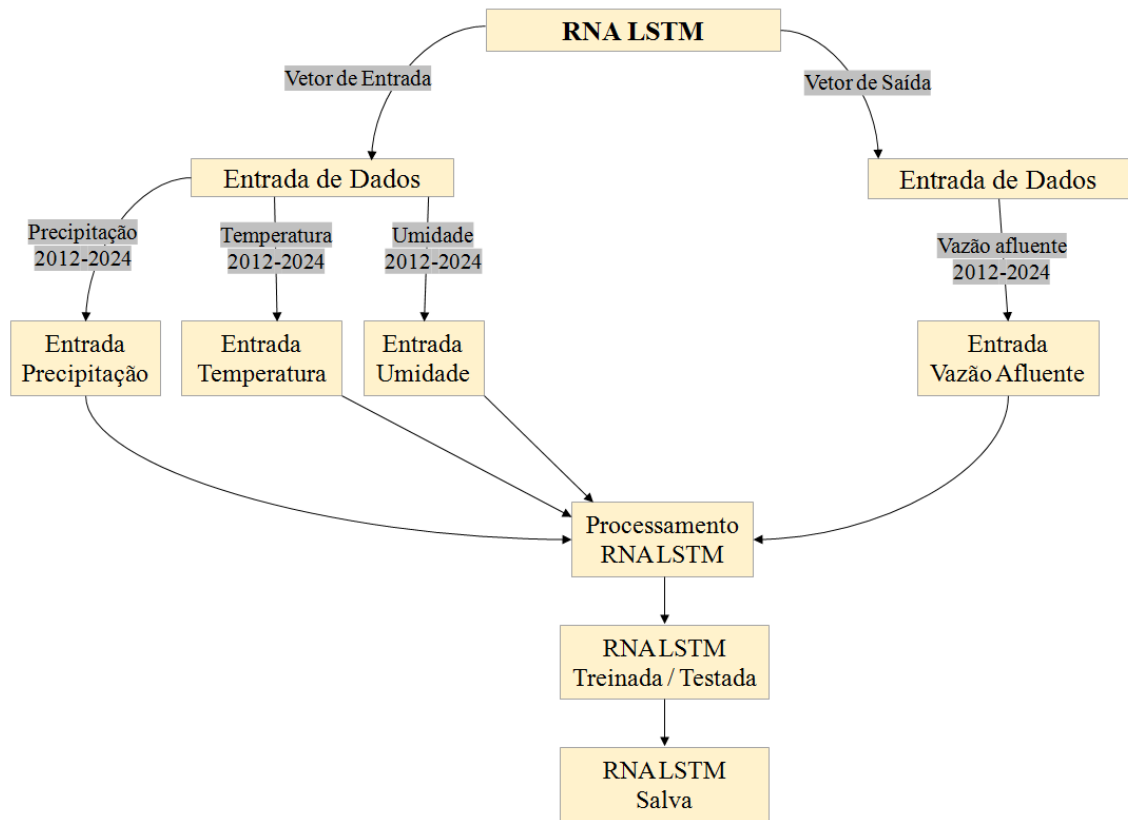 RNA LSTM
Vetor de Entrada
Vetor de Saída
Entrada de Dados
Entrada de Dados
Precipitação
2012-2024
Temperatura
2012-2024
Umidade
2012-2024
Vazão afluente
2012-2024
Entrada
Precipitação
Entrada
Temperatura
Entrada
Umidade
Entrada
Vazão Afluente
Processamento
RNA LSTM
RNA LSTM
Treinada / Testada
RNA LSTM
Salva